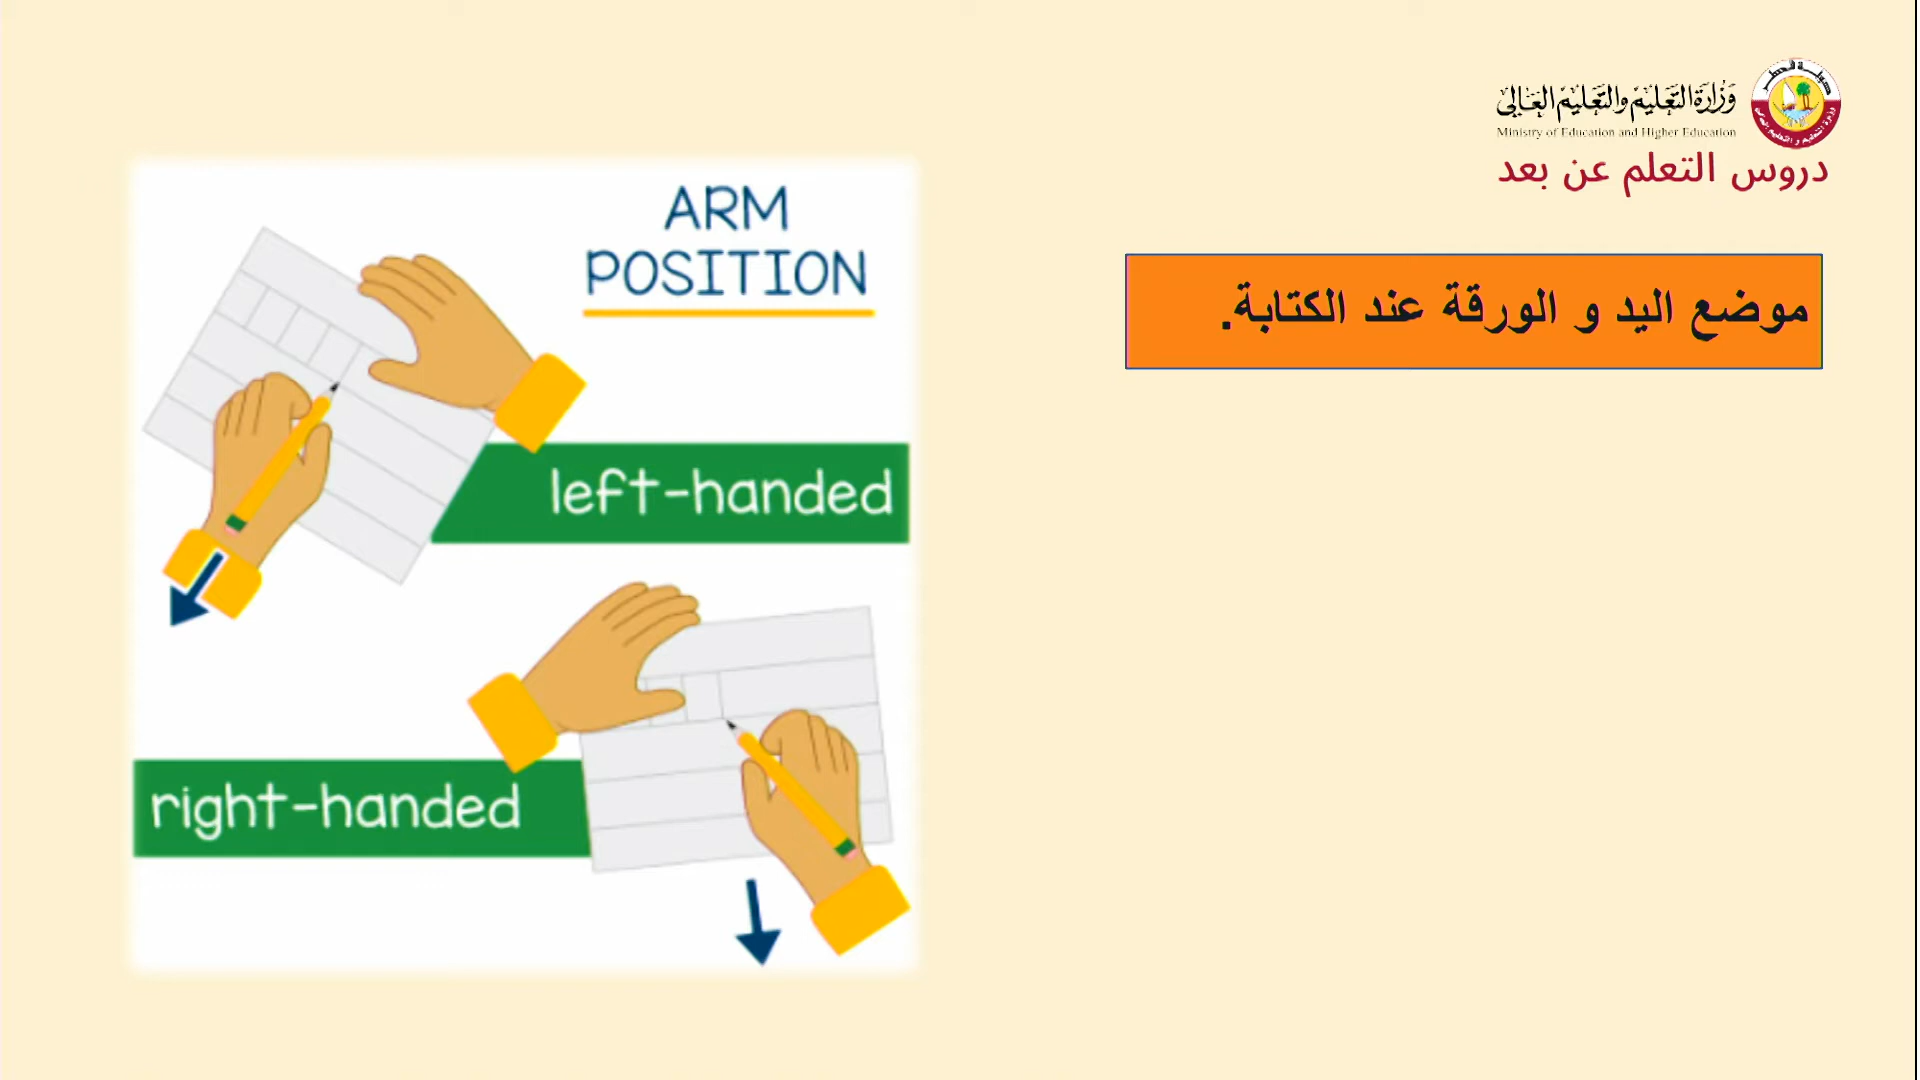 وزارة التعليم والتعليم العالي
Ministry of Education and Higher Education
دروس التعلم عن بعد
موضع اليد و الورقة عند الكتابة.
ARM
POSITION
left-handed
right-handed